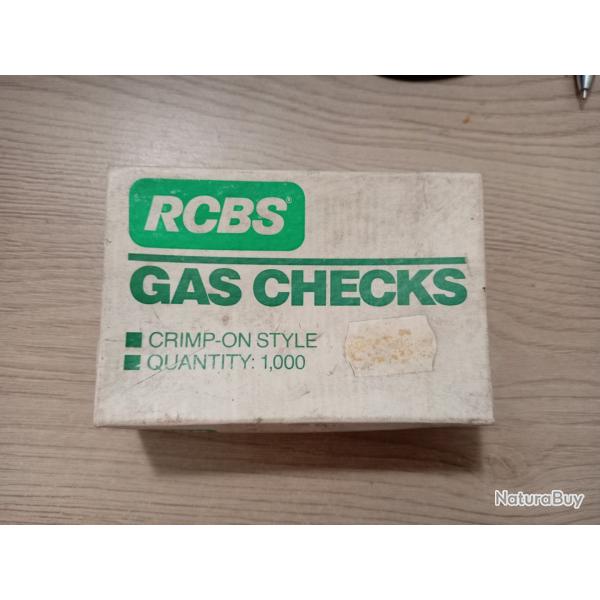 RCBS®
GAS CHECKS
■ CRIMP-ON STYLE
■ QUANTITY: 1,000
NaturaBuy